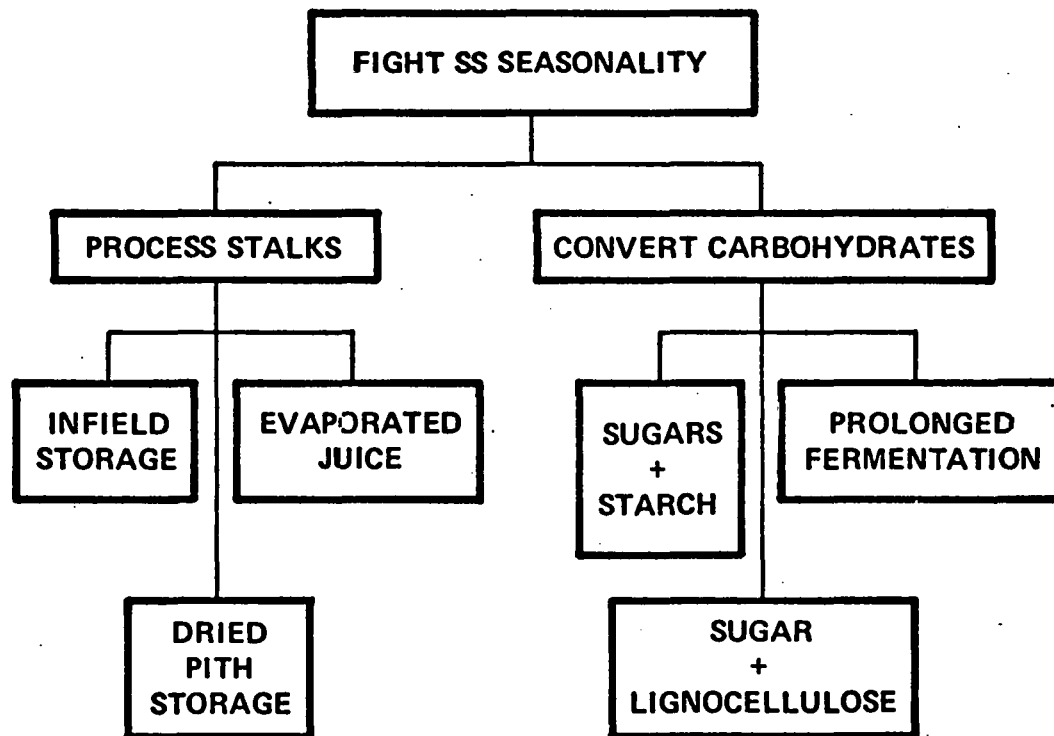 FIGHT SS SEASONALITY
PROCESS STALKS
CONVERT CARBOHYDRATES
INFIELD
STORAGE
EVAPORATED
JUICE
SUGARS
+
STARCH
PROLONGED
FERMENTATION
DRIED
PITH
STORAGE
SUGAR
+
LIGNOCELLULOSE